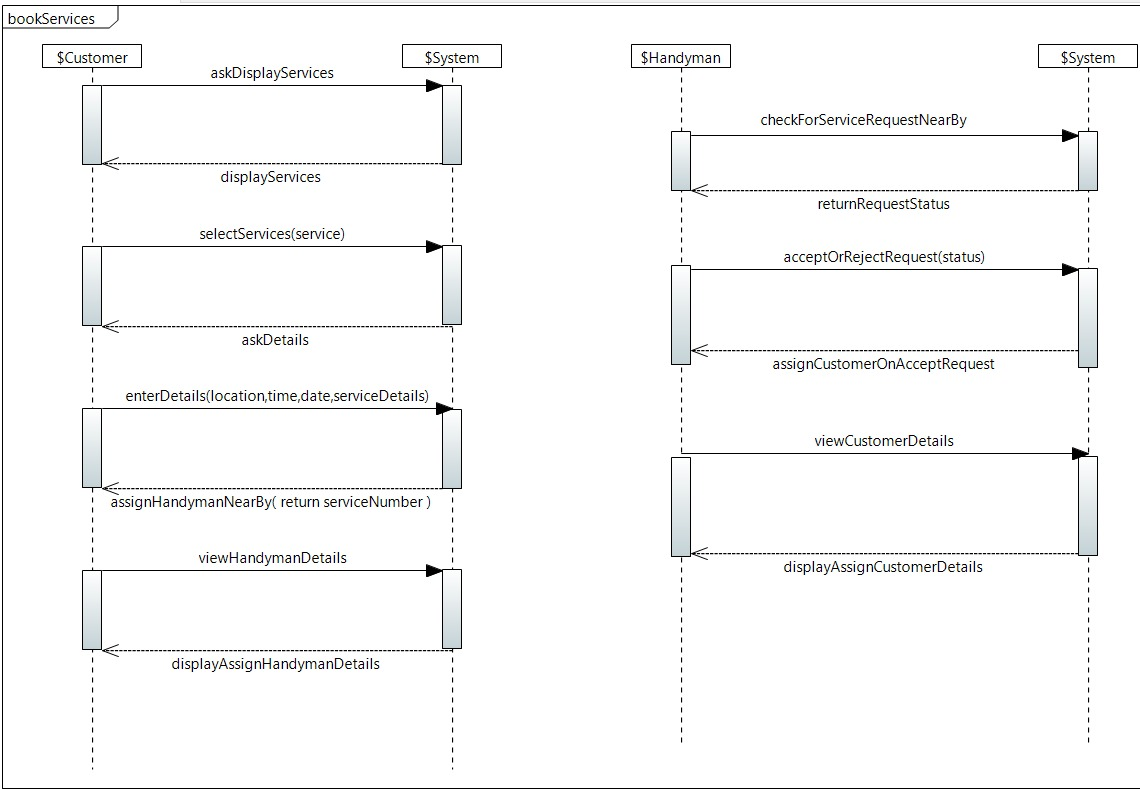 bookServices
$Customer
$System
askDisplayServices
displayServices
selectServices(service)
askDetails
enterDetails(location,time,date,serviceDetails)
assignHandymanNearBy( return serviceNumber )
viewHandymanDetails
displayAssignHandymanDetails
$Handyman
$System
checkForServiceRequestNearBy
returnRequestStatus
acceptOrRejectRequest(status)
assignCustomerOnAcceptRequest
viewCustomerDetails
displayAssignCustomerDetails